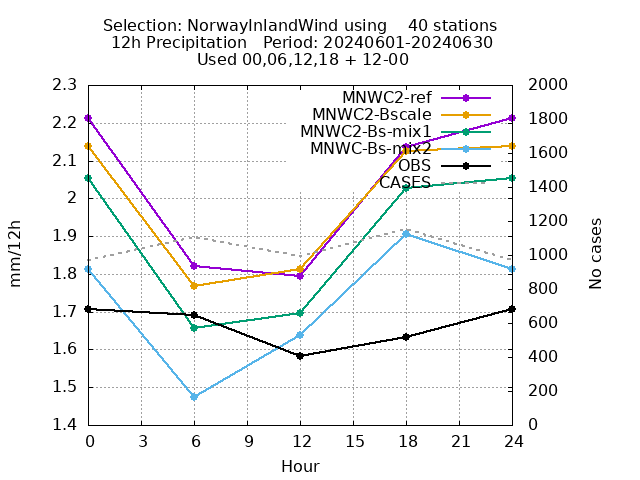 Selection: NorwayInlandWind using    40 stations
12h Precipitation   Period: 20240601-20240630
Used 00,06,12,18 + 12-00
2.3
2.2
2.1
2
1.9
1.8
1.7
1.6
1.5
1.4
mm/12h
MNWC2-ref
MNWC2-Bscale
MNWC2-Bs-mix1
MNWC-Bs-mix2
OBS
CASES
2000
1800
1600
1400
1200
1000
800
600
400
200
0
No cases
0 3 6 9 12 15 18 21 24
Hour